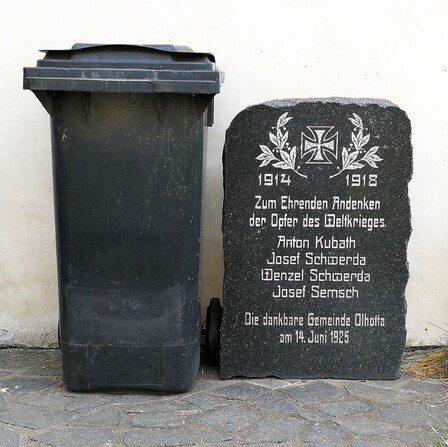 1914 1918
Zum Ehrenden Andenken
der Opfer des Weltkrieges.
Anton Kubath
Josef Schwerda
Wenzel Schwerda
Josef Semsch
Die dankbare Gemeinde Olhotta
am 14. Juni 1925